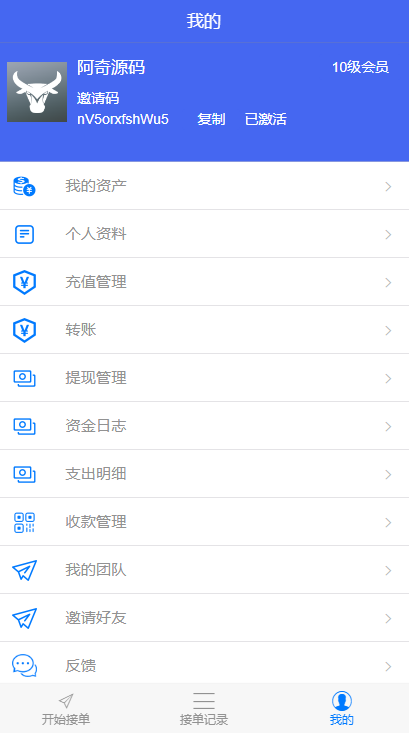 我的
阿奇源码
10级会员
邀请码
nV5orxfshWu5 复制 已激活
我的资产
个人资料
充值管理
转账
提现管理
资金日志
支出明细
收款管理
我的团队
邀请好友
反馈
开始接单 接单记录 我的